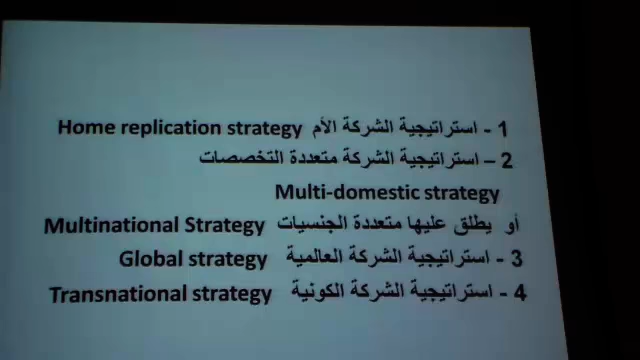 1 - استراتيجية الشركة الأم Home replication strategy
2 – استراتيجية الشركة متعددة التخصصات
Multi-domestic strategy
أو يطلق عليها متعددة الجنسيات Multinational Strategy
3 - استراتيجية الشركة العالمية Global strategy
4 - استراتيجية الشركة الكونية Transnational strategy